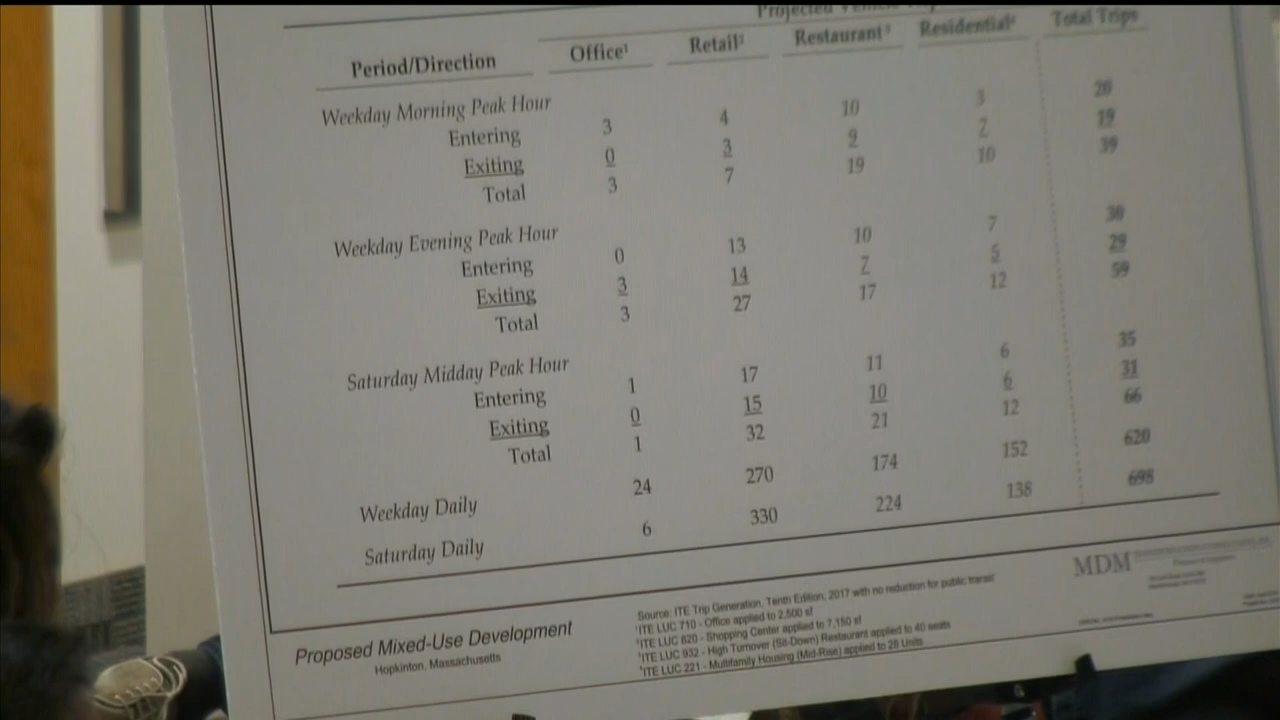 Projected Vehicle
Period/Direction Office¹ Retail² Restaurant³ Residential⁴ Total Trips
Weekday Morning Peak Hour
Entering 3 4 10 3 20
Exiting 0 3 9 7 19
Total 3 7 19 10 39
Weekday Evening Peak Hour
Entering 0 13 10 7 30
Exiting 3 14 7 5 29
Total 3 27 17 12 59
Saturday Midday Peak Hour
Entering 1 17 11 6 35
Exiting 0 15 10 6 31
Total 1 32 21 12 66
Weekday Daily 24 270 174 152 620
Saturday Daily 6 330 224 138 698
Proposed Mixed-Use Development
Hopkinton, Massachusetts
Source: ITE Trip Generation, Tenth Edition, 2017 with no reduction for public transit
¹ITE LUC 710 - Office applied to 2,500 sf
²ITE LUC 820 - Shopping Center applied to 7,150 sf
³ITE LUC 932 - High Turnover (Sit-Down) Restaurant applied to 40 seats
⁴ITE LUC 221 - Multifamily Housing (Mid-Rise) applied to 28 Units
MDM